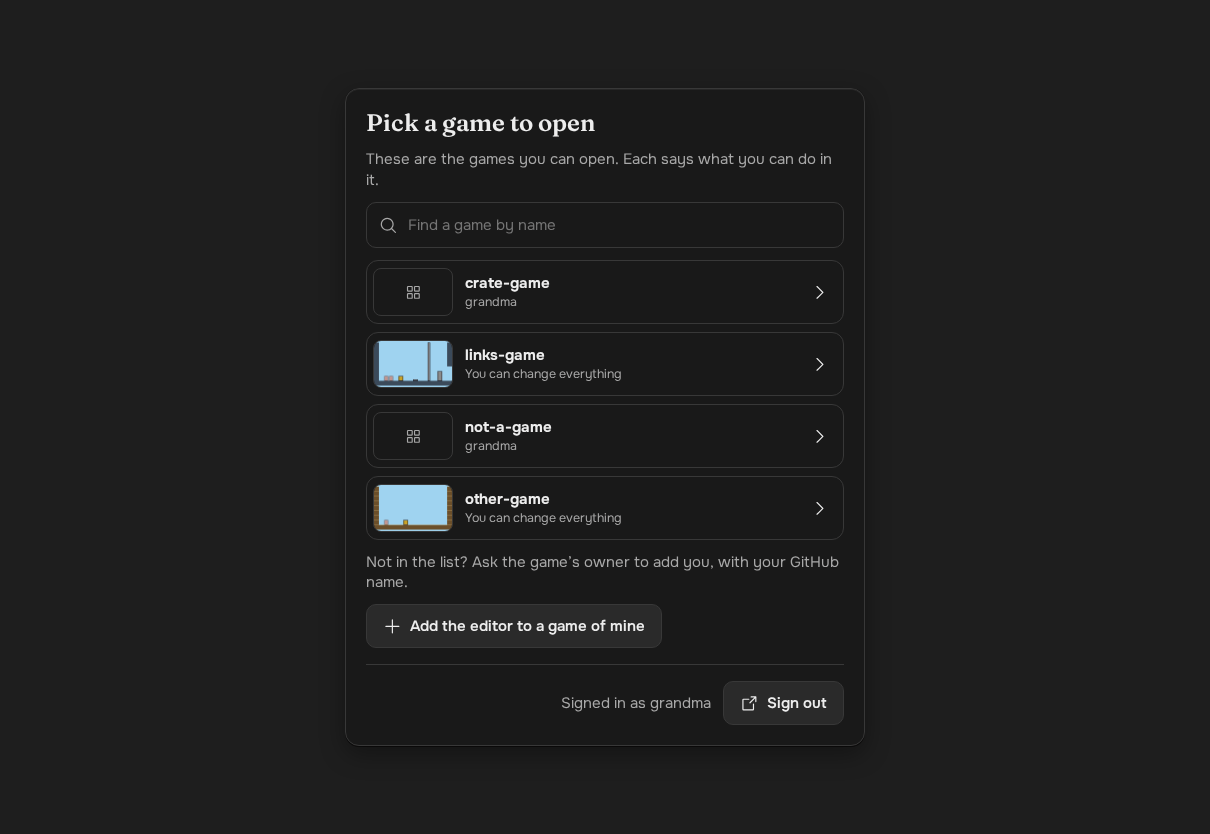 Pick a game to open
These are the games you can open. Each says what you can do in
it.
Find a game by name
crate-game
grandma
links-game
You can change everything
not-a-game
grandma
other-game
You can change everything
Not in the list? Ask the game's owner to add you, with your GitHub
name.
Add the editor to a game of mine
Signed in as grandma
Sign out